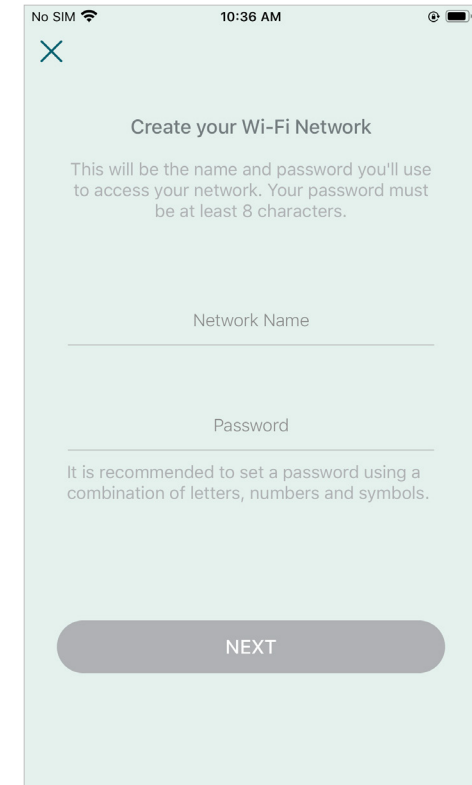 No SIM 10:36 AM
Create your Wi-Fi Network
This will be the name and password you'll use
to access your network. Your password must
be at least 8 characters.
Network Name
Password
It is recommended to set a password using a
combination of letters, numbers and symbols.
NEXT